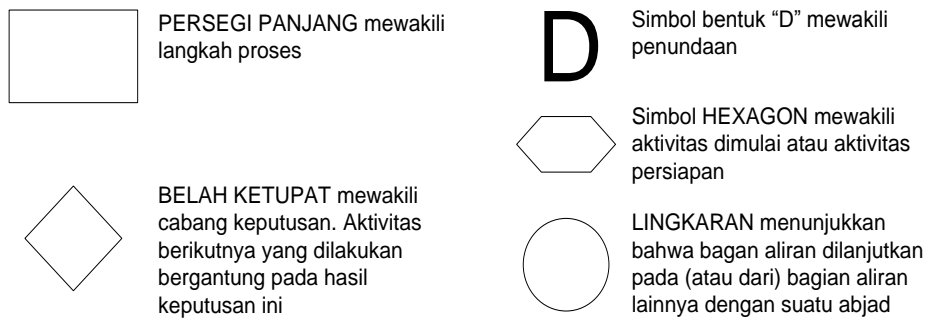 PERSEGI PANJANG mewakili
langkah proses
BELAH KETUPAT mewakili
cabang keputusan. Aktivitas
berikutnya yang dilakukan
bergantung pada hasil
keputusan ini
D
Simbol bentuk “D” mewakili
penundaan
Simbol HEXAGON mewakili
aktivitas dimulai atau aktivitas
persiapan
LINGKARAN menunjukkan
bahwa bagan aliran dilanjutkan
pada (atau dari) bagian aliran
lainnya dengan suatu abjad